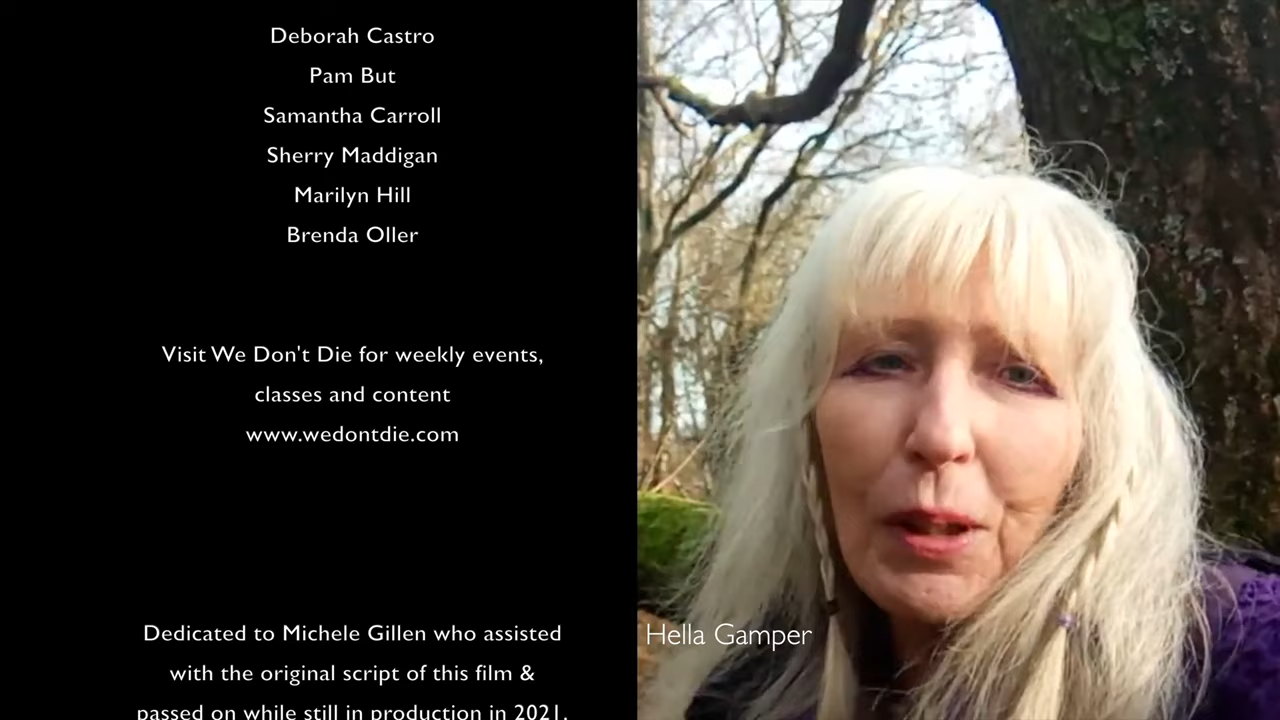 Deborah Castro
Pam But
Samantha Carroll
Sherry Maddigan
Marilyn Hill
Brenda Oller
Visit We Don't Die for weekly events,
classes and content
www.wedontdie.com
Dedicated to Michele Gillen who assisted
with the original script of this film &
passed on while still in production in 2021.
Hella Gamper